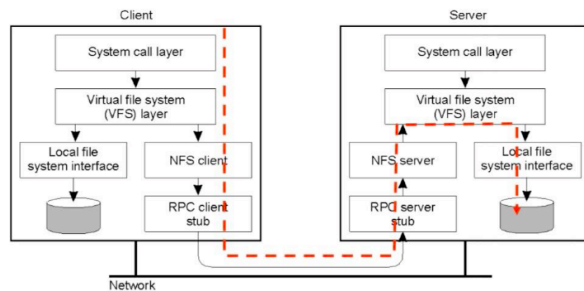 Client
Server
System call layer
System call layer
Virtual file system
(VFS) layer
Virtual file system
(VFS) layer
Local file
system interface
NFS client
NFS server
Local file
system interface
RPC client
stub
RPC server
stub
Network